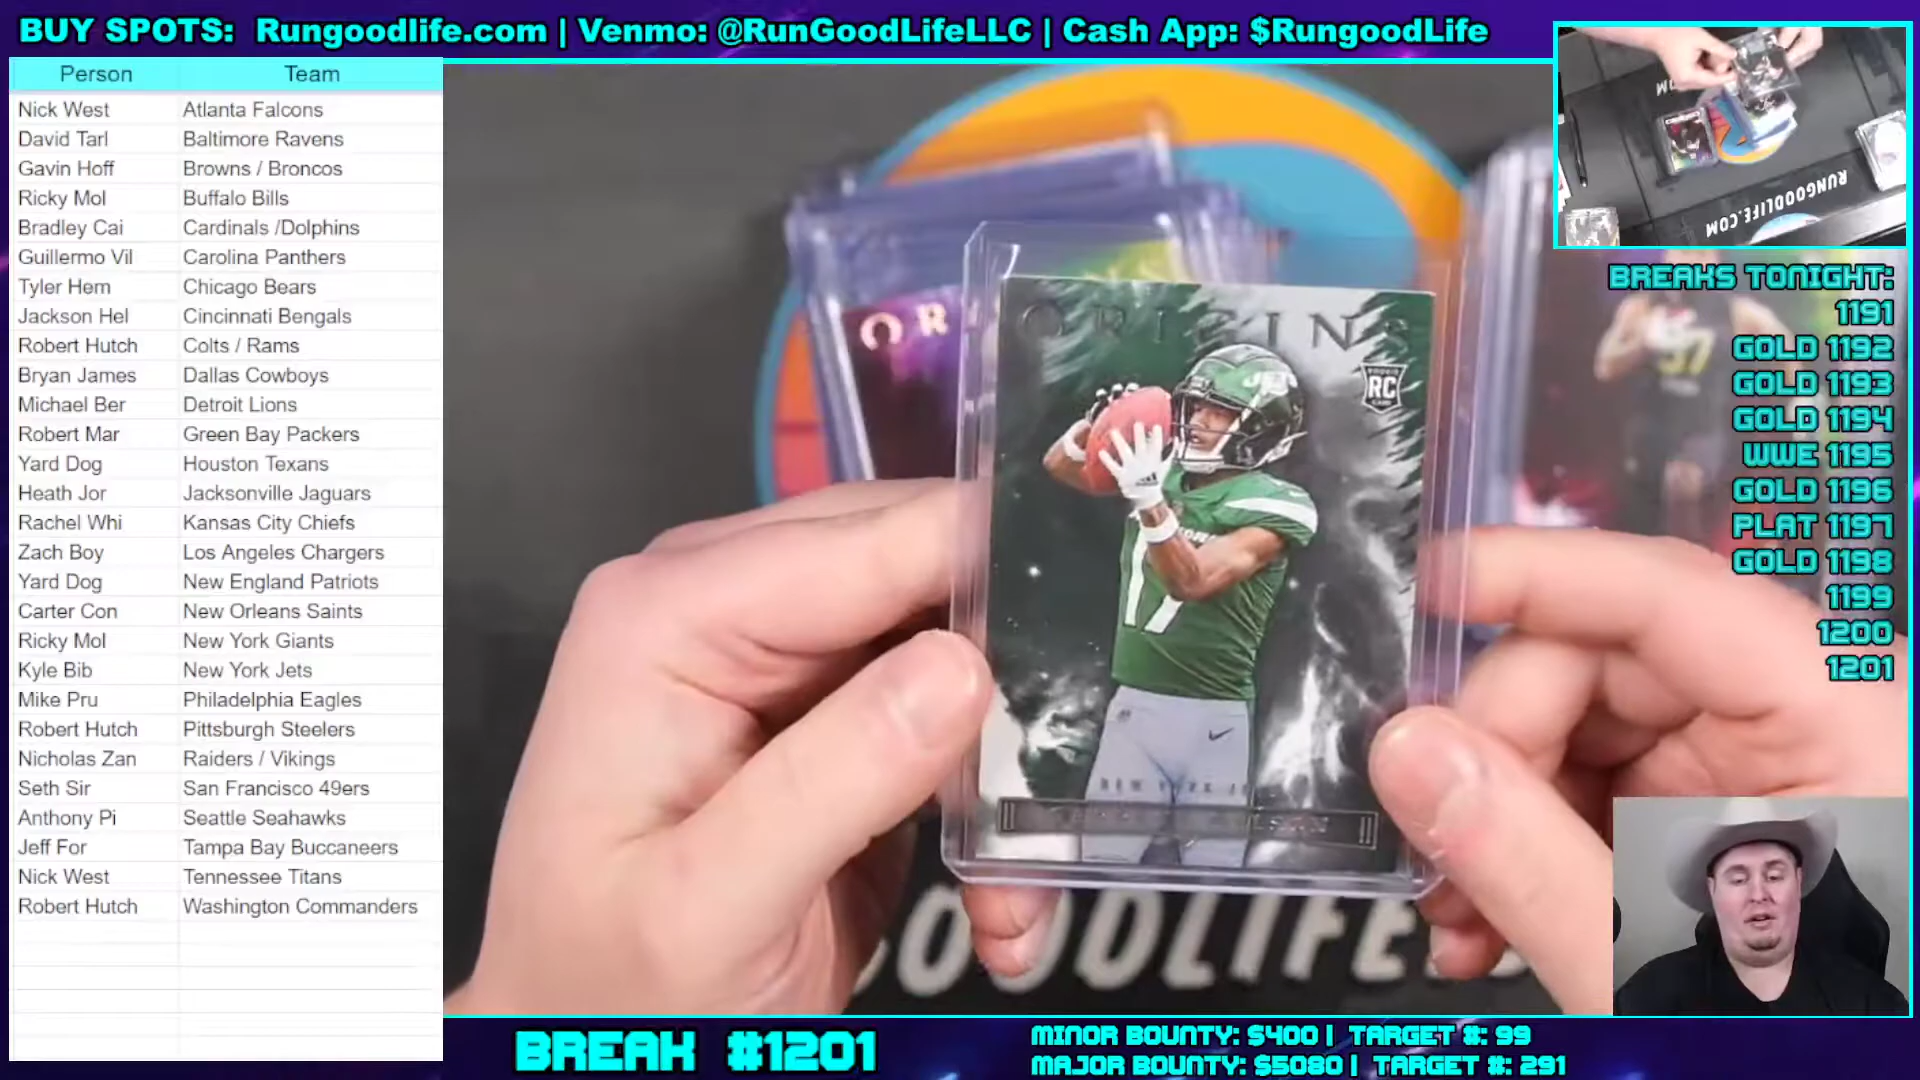 BUY SPOTS: Rungoodlife.com | Venmo: @RunGoodLifeLLC | Cash App: $RungoodLife
Person Team
Nick West Atlanta Falcons
David Tarl Baltimore Ravens
Gavin Hoff Browns / Broncos
Ricky Mol Buffalo Bills
Bradley Cai Cardinals /Dolphins
Guillermo Vil Carolina Panthers
Tyler Hem Chicago Bears
Jackson Hel Cincinnati Bengals
Robert Hutch Colts / Rams
Bryan James Dallas Cowboys
Michael Ber Detroit Lions
Robert Mar Green Bay Packers
Yard Dog Houston Texans
Heath Jor Jacksonville Jaguars
Rachel Whi Kansas City Chiefs
Zach Boy Los Angeles Chargers
Yard Dog New England Patriots
Carter Con New Orleans Saints
Ricky Mol New York Giants
Kyle Bib New York Jets
Mike Pru Philadelphia Eagles
Robert Hutch Pittsburgh Steelers
Nicholas Zan Raiders / Vikings
Seth Sir San Francisco 49ers
Anthony Pi Seattle Seahawks
Jeff For Tampa Bay Buccaneers
Nick West Tennessee Titans
Robert Hutch Washington Commanders
OR
ORIGINS
RC
JETS
17
OODLIFE
RUNGOODLIFE.COM
BREAKS TONIGHT:
1191
GOLD 1192
GOLD 1193
GOLD 1194
WWE 1195
GOLD 1196
PLAT 1197
GOLD 1198
1199
1200
1201
BREAK #1201
MINOR BOUNTY: $400 | TARGET #: 99
MAJOR BOUNTY: $5080 | TARGET #: 291